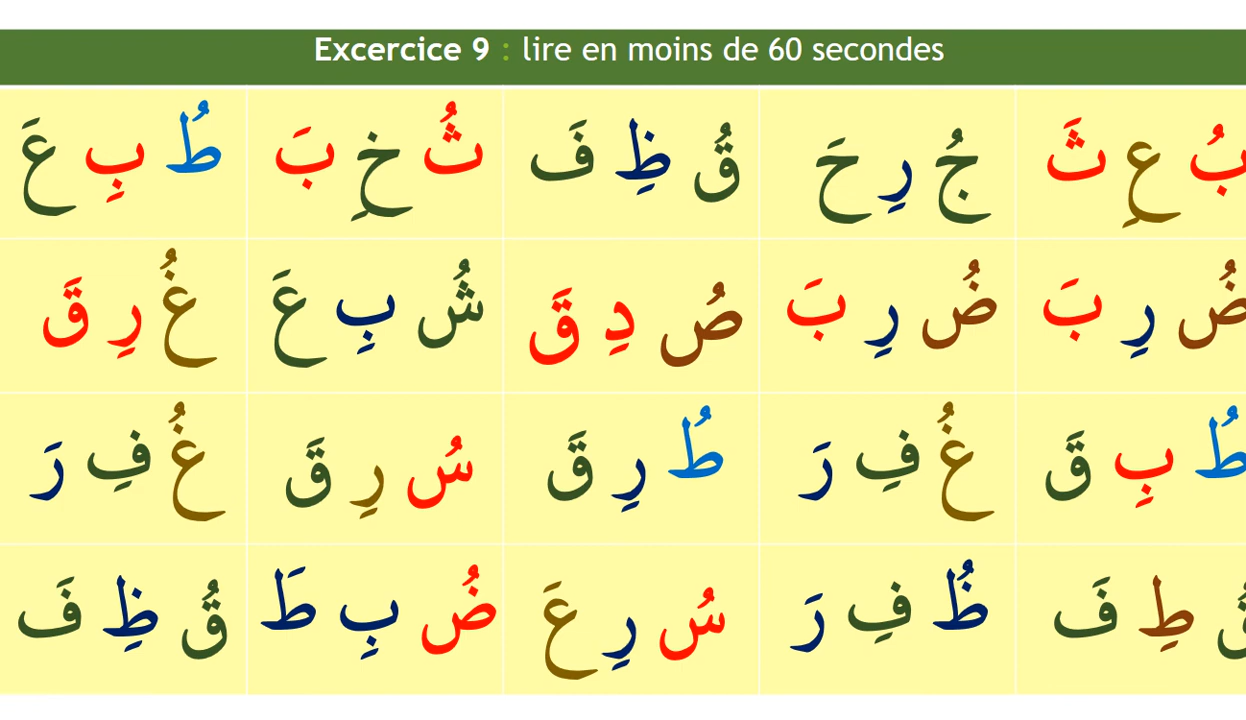 Excercice 9 : lire en moins de 60 secondes
بُ عِ ثَ جُ رِ حَ قُ ظِ فَ ثُ خِ بَ طُ بِ عَ
ضُ رِ بَ ضُ رِ بَ صُ دِ قَ شُ بِ عَ غُ رِ قَ
طُ بِ قَ غُ فِ رَ طُ رِ قَ سُ رِ قَ غُ فِ رَ
قُ طِ فَ ظُ فِ رَ سُ رِ عَ ضُ بِ طَ قُ ظِ فَ